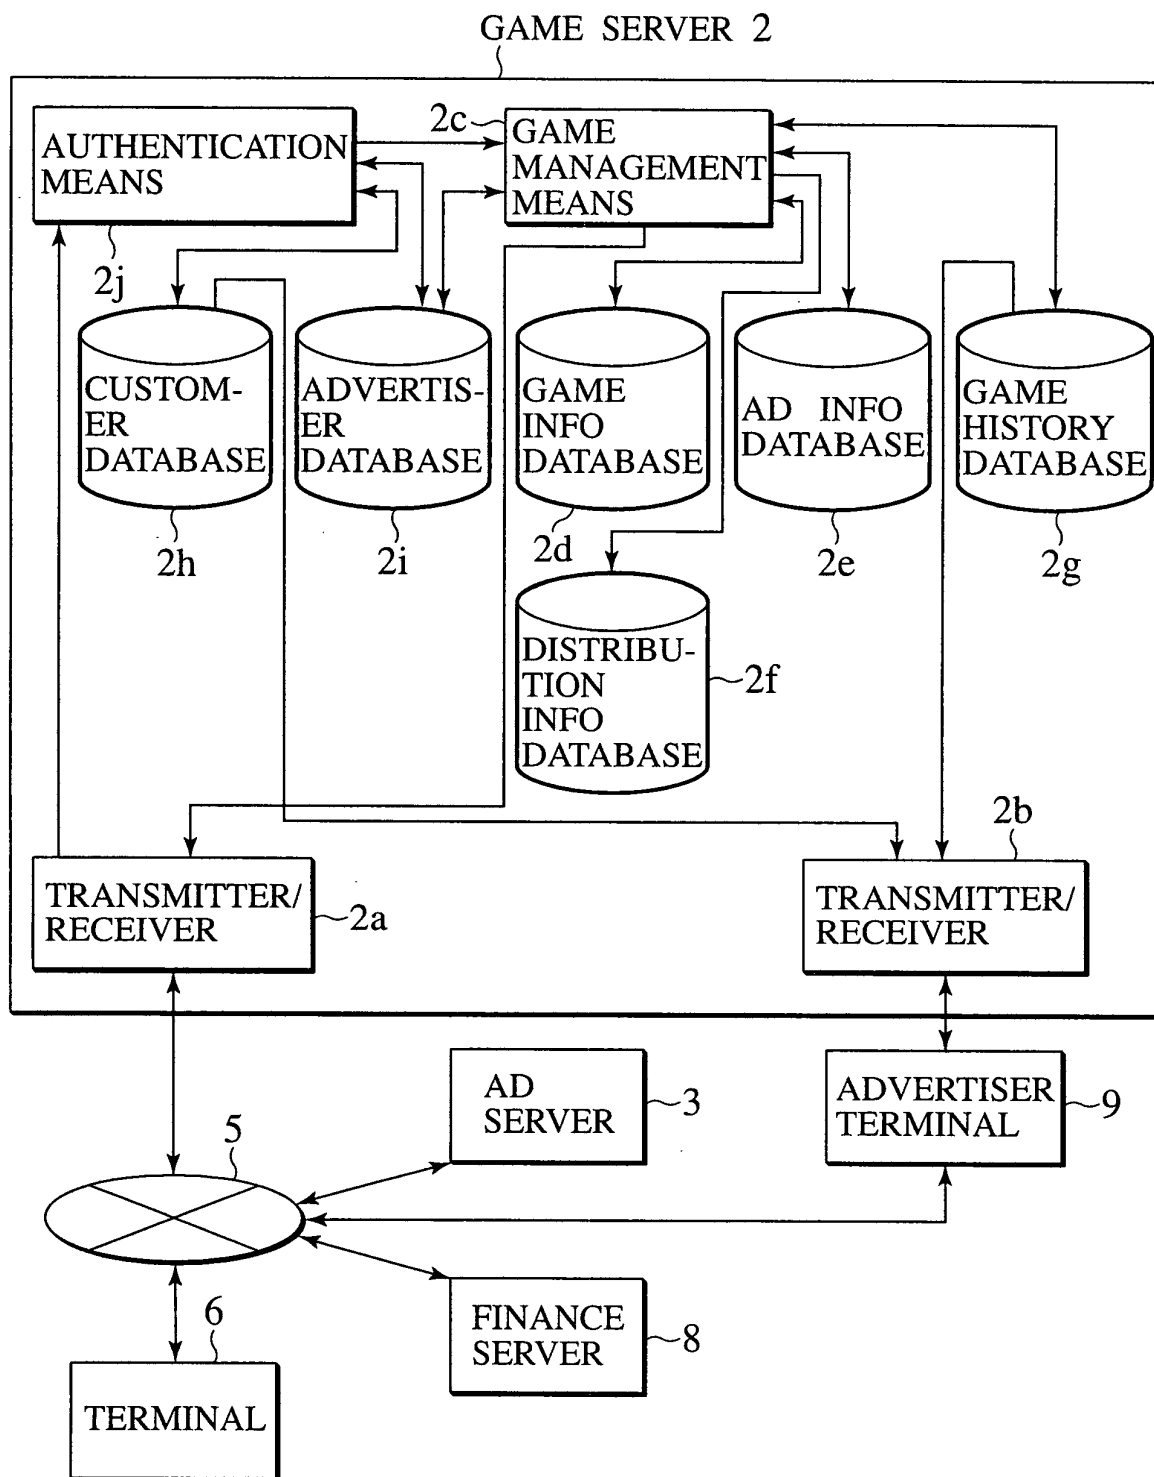 GAME SERVER 2
AUTHENTICATION
MEANS
2j
2c
GAME
MANAGEMENT
MEANS
CUSTOM-
ER
DATABASE
2h
ADVERTIS-
ER
DATABASE
2i
GAME
INFO
DATABASE
2d
AD INFO
DATABASE
2e
GAME
HISTORY
DATABASE
2g
DISTRIBU-
TION
INFO
DATABASE
2f
TRANSMITTER/
RECEIVER
2a
2b
TRANSMITTER/
RECEIVER
AD
SERVER
3
ADVERTISER
TERMINAL
9
5
FINANCE
SERVER
8
6
TERMINAL